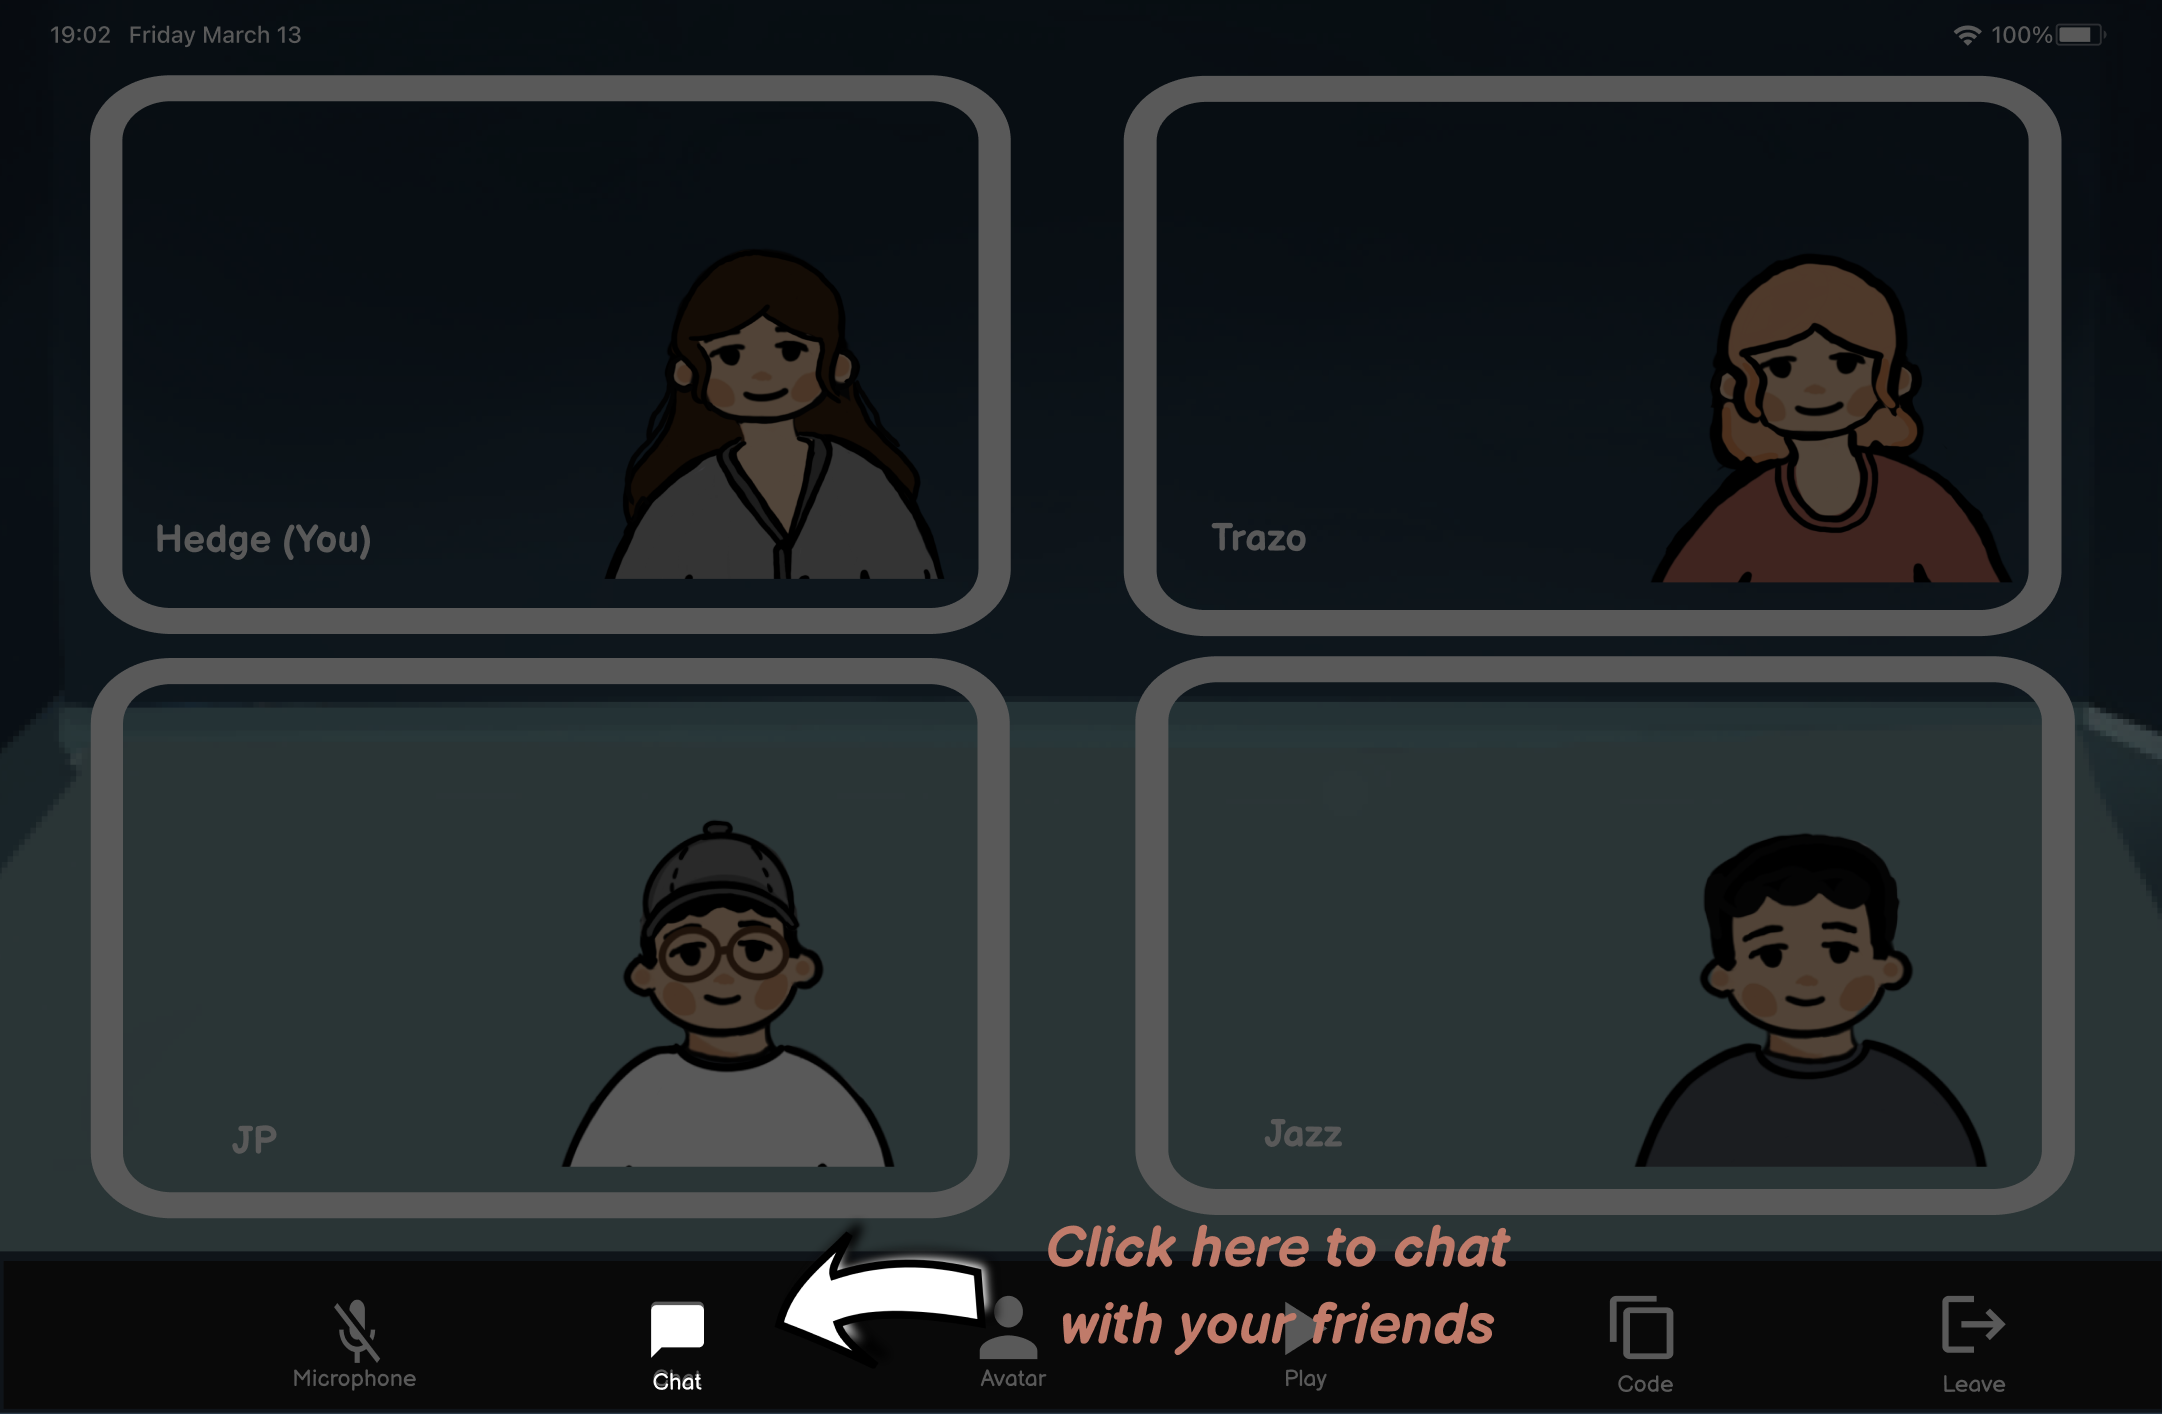 19:02 Friday March 13
100%
Hedge (You)
Trazo
JP
Jazz
Click here to chat
with your friends
Microphone
Chat
Avatar
Play
Code
Leave